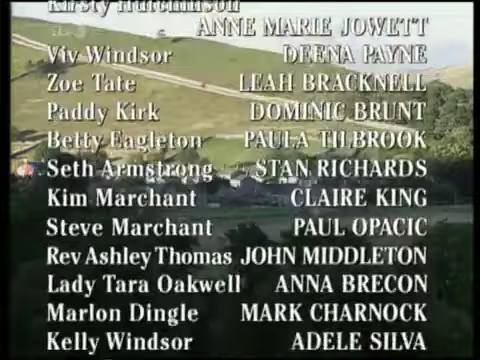 Kirsty Hutchinson
ANNE MARIE JOWETT
Viv Windsor DEENA PAYNE
Zoe Tate LEAH BRACKNELL
Paddy Kirk DOMINIC BRUNT
Betty Eagleton PAULA TILBROOK
Seth Armstrong STAN RICHARDS
Kim Marchant CLAIRE KING
Steve Marchant PAUL OPACIC
Rev Ashley Thomas JOHN MIDDLETON
Lady Tara Oakwell ANNA BRECON
Marlon Dingle MARK CHARNOCK
Kelly Windsor ADELE SILVA